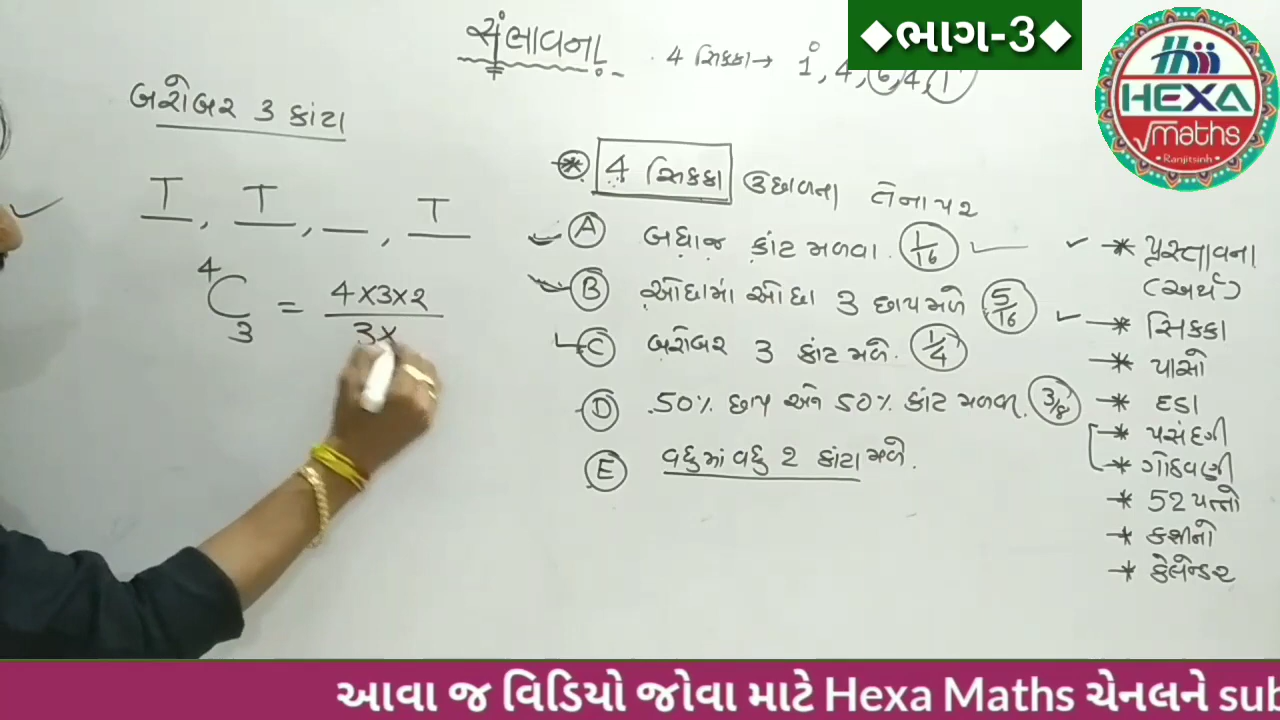 ◆ભાગ-3◆
HEXA
√maths
Ranjitsinh
સંભાવના
4 સિક્કા → 1, 4, 6, 4, 1
બરોબર 3 કાંટા
T , T , __ , T
⁴C₃ = 4×3×2 / 3×
* 4 સિક્કા ઉછાળતા તેના પર
A બધાજ કાંટ મળવા. 1/16
B ઓછામાં ઓછા 3 છાપ મળે 5/16
C બરોબર 3 કાંટ મળે. 1/4
D 50% છાપ અને 50% કાંટ મળવા. 3/8
E વધુમાં વધુ 2 કાંટા મળે.
* પ્રસ્તાવના
(અર્થ)
* સિક્કા
* પાસો
* દડા
* પસંદગી
* ગોઠવણી
* 52 પત્તો
* કશીનો
* કેલેન્ડર
આવા જ વિડિયો જોવા માટે Hexa Maths ચેનલને sub